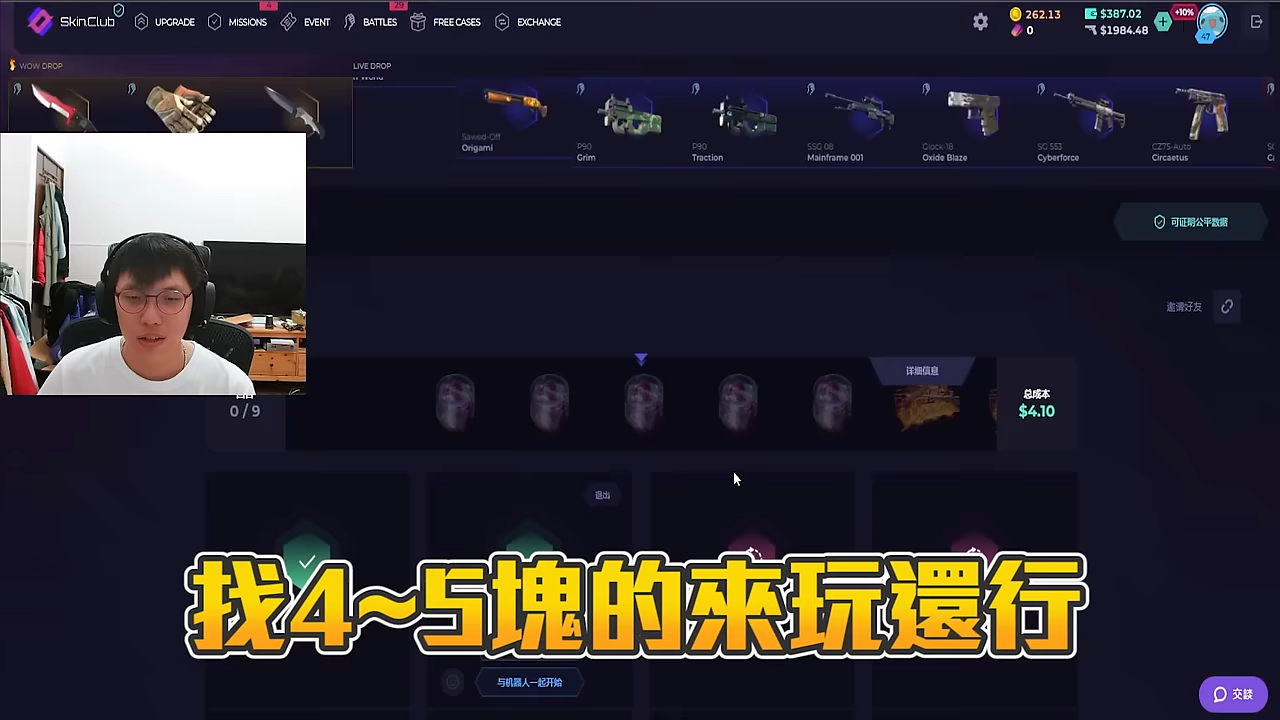 SkinClub
UPGRADE
4
MISSIONS
EVENT
29
BATTLES
FREE CASES
EXCHANGE
262.13
0
$387.02
$1984.48
+10%
47
WOW DROP
LIVE DROP
Sawed-Off
Origami
P90
Grim
P90
Traction
SSG 08
Mainframe 001
Glock-18
Oxide Blaze
SG 553
Cyberforce
CZ75-Auto
Circaetus
可证明公平数据
邀请好友
0 / 9
详细信息
总成本
$4.10
退出
找4~5塊的來玩還行
与机器人一起开始
交談